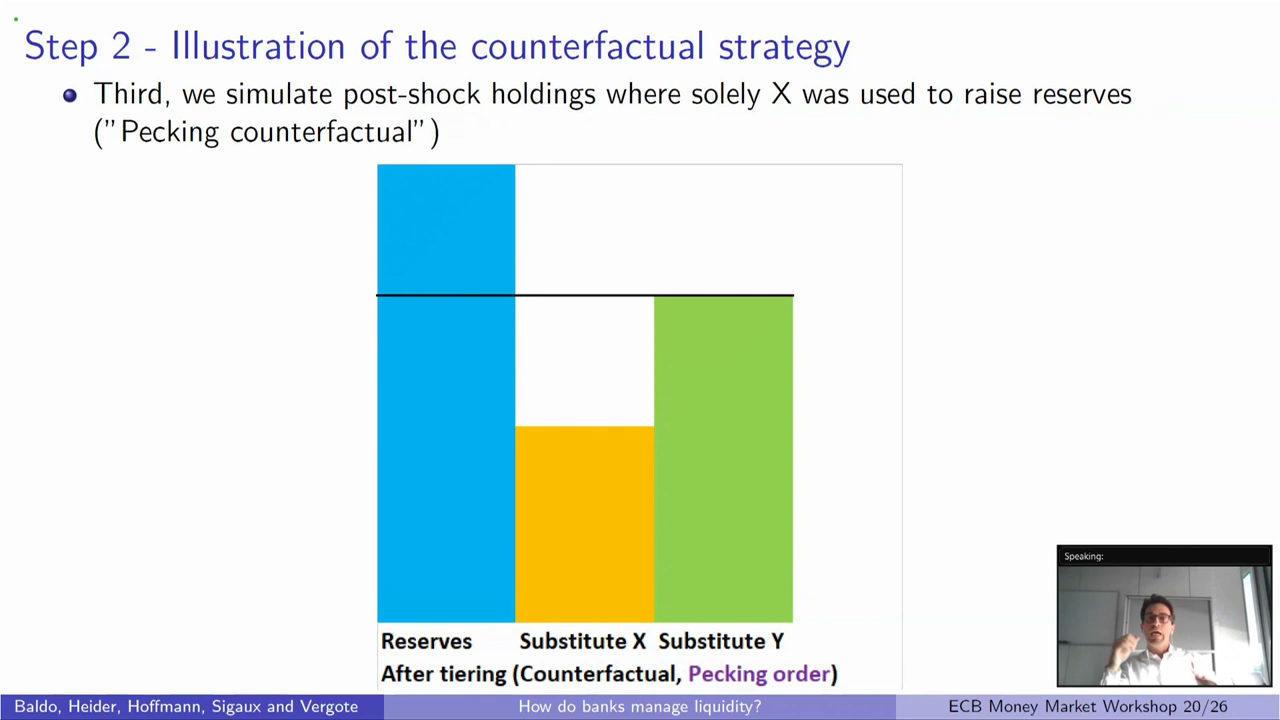 Step 2 - Illustration of the counterfactual strategy
Third, we simulate post-shock holdings where solely X was used to raise reserves
("Pecking counterfactual")
Reserves Substitute X Substitute Y
After tiering (Counterfactual, Pecking order)
Speaking:
Baldo, Heider, Hoffmann, Sigaux and Vergote How do banks manage liquidity? ECB Money Market Workshop 20/26